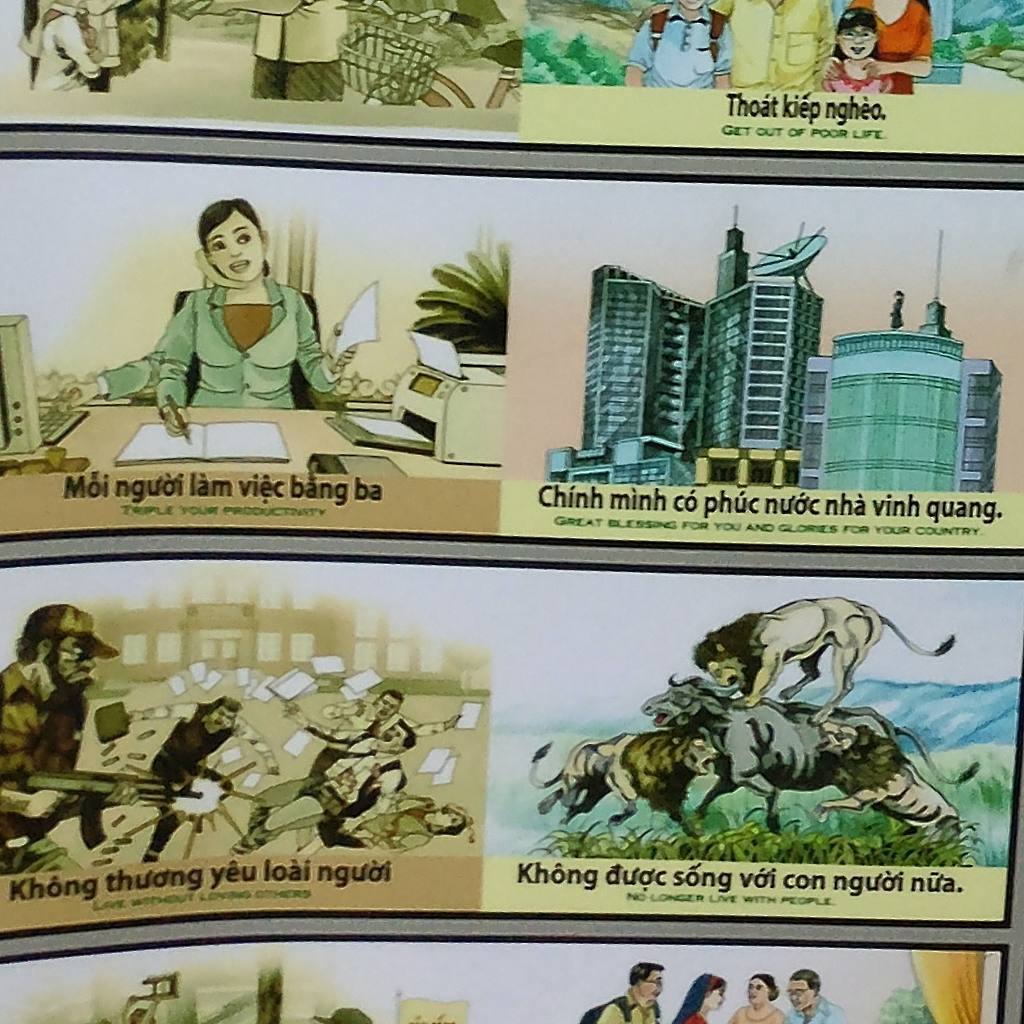 Thoát kiếp nghèo.
GET OUT OF POOR LIFE.
Mỗi người làm việc bằng ba
TRIPLE YOUR PRODUCTIVITY
Chính mình có phúc nước nhà vinh quang.
GREAT BLESSING FOR YOU AND GLORIES FOR YOUR COUNTRY.
Không thương yêu loài người
LIVE WITHOUT LOVING OTHERS
Không được sống với con người nữa.
NO LONGER LIVE WITH PEOPLE.